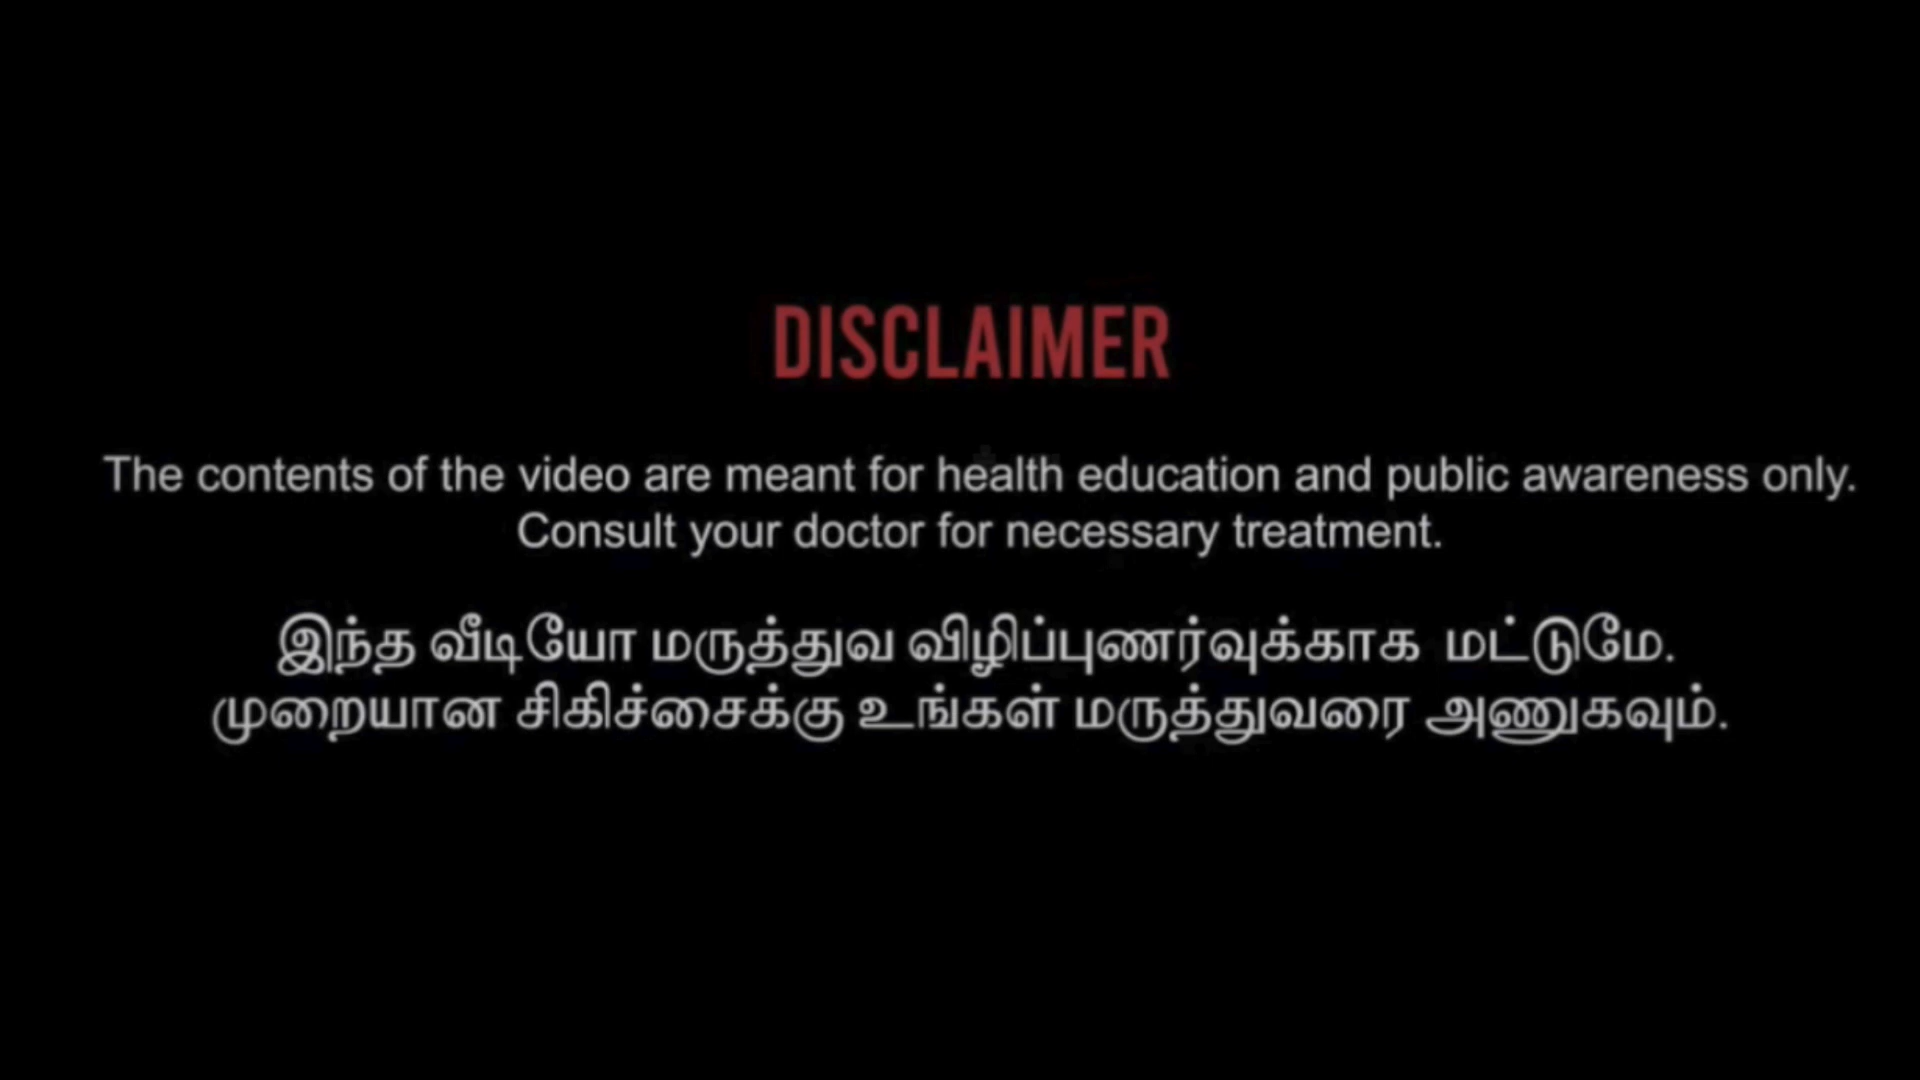 DISCLAIMER
The contents of the video are meant for health education and public awareness only.
Consult your doctor for necessary treatment.
இந்த வீடியோ மருத்துவ விழிப்புணர்வுக்காக மட்டுமே.
முறையான சிகிச்சைக்கு உங்கள் மருத்துவரை அணுகவும்.